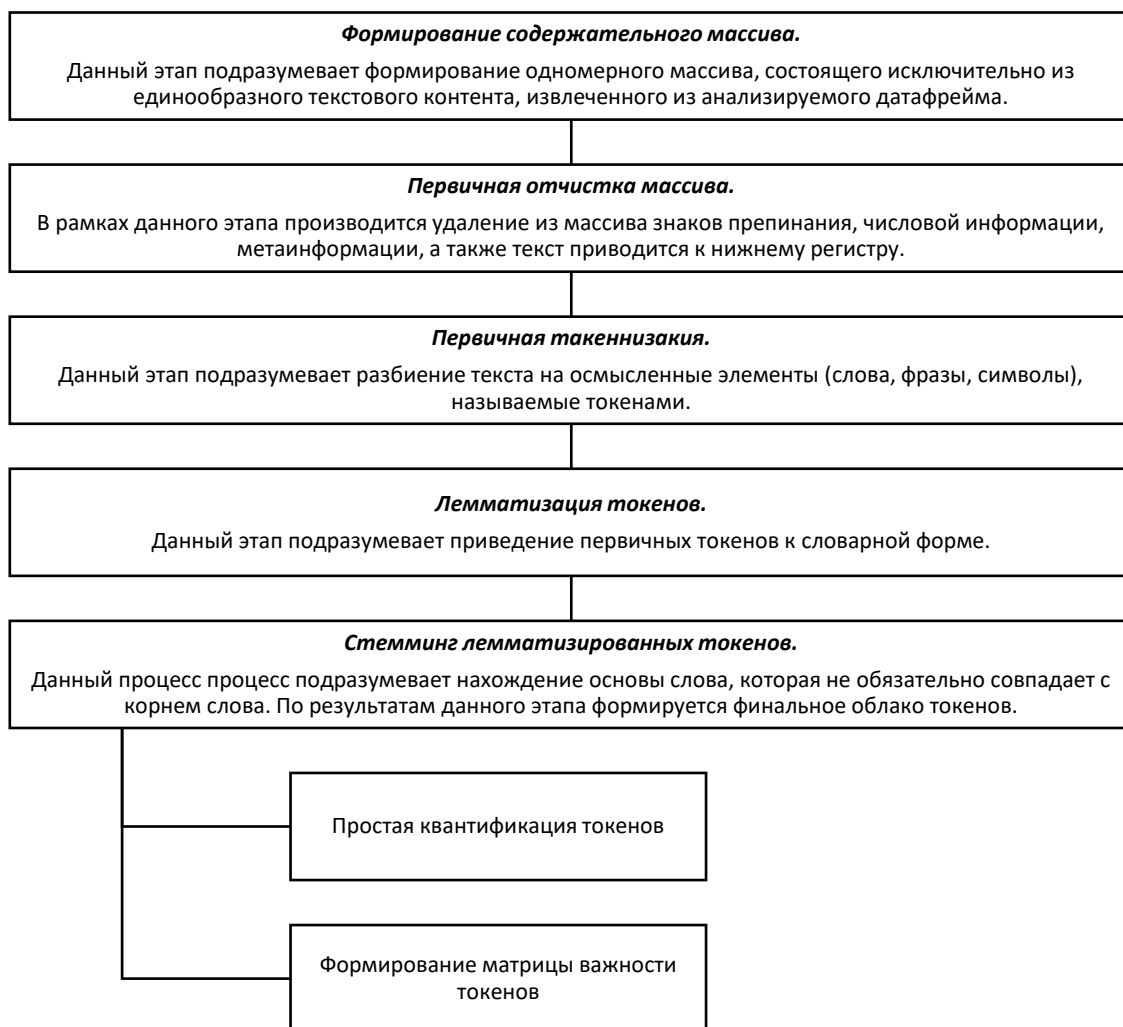 Формирование содержательного массива.
Данный этап подразумевает формирование одномерного массива, состоящего исключительно из
единообразного текстового контента, извлеченного из анализируемого датафрейма.
Первичная отчистка массива.
В рамках данного этапа производится удаление из массива знаков препинания, числовой информации,
метаинформации, а также текст приводится к нижнему регистру.
Первичная такеннизакия.
Данный этап подразумевает разбиение текста на осмысленные элементы (слова, фразы, символы),
называемые токенами.
Лемматизация токенов.
Данный этап подразумевает приведение первичных токенов к словарной форме.
Стемминг лемматизированных токенов.
Данный процесс процесс подразумевает нахождение основы слова, которая не обязательно совпадает с
корнем слова. По результатам данного этапа формируется финальное облако токенов.
Простая квантификация токенов
Формирование матрицы важности
токенов